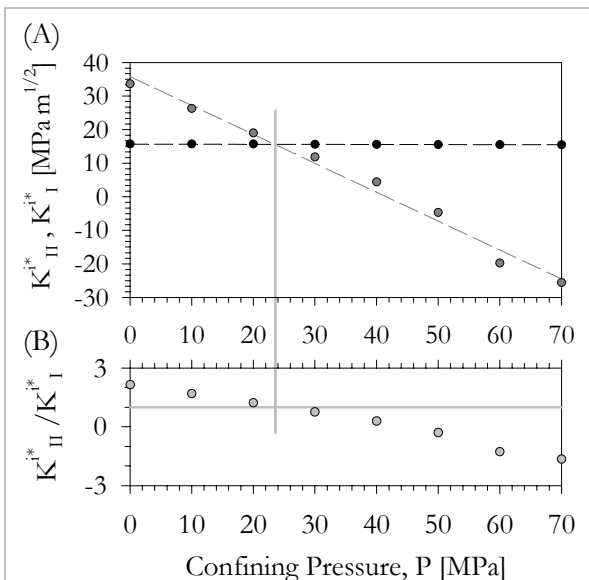 (A)
K^{i*}_{II}, K^{i*}_{I} [MPa m^{1/2}]
40
30
20
10
0
-10
-20
-30
0 10 20 30 40 50 60 70
(B)
K^{i*}_{II}/K^{i*}_{I}
3
0
-3
0 10 20 30 40 50 60 70
Confining Pressure, P [MPa]